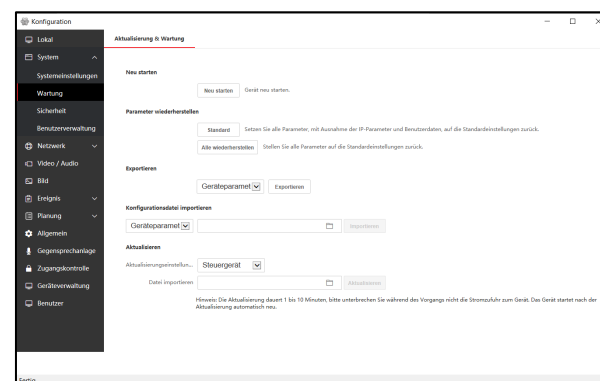 Konfiguration
Lokal
System
Systemeinstellungen
Wartung
Sicherheit
Benutzerverwaltung
Netzwerk
Video / Audio
Bild
Ereignis
Planung
Allgemein
Gegensprechanlage
Zugangskontrolle
Geräteverwaltung
Benutzer
Aktualisierung & Wartung
Neu starten
Neu starten Gerät neu starten.
Parameter wiederherstellen
Standard Setzen Sie alle Parameter, mit Ausnahme der IP-Parameter und Benutzerdaten, auf die Standardeinstellungen zurück.
Alle wiederherstellen Stellen Sie alle Parameter auf die Standardeinstellungen zurück.
Exportieren
Geräteparamet Exportieren
Konfigurationsdatei importieren
Geräteparamet Importieren
Aktualisieren
Aktualisierungseinstellun... Steuergerät
Datei importieren Aktualisieren
Hinweis: Die Aktualisierung dauert 1 bis 10 Minuten, bitte unterbrechen Sie während des Vorgangs nicht die Stromzufuhr zum Gerät. Das Gerät startet nach der
Aktualisierung automatisch neu.
Fertig